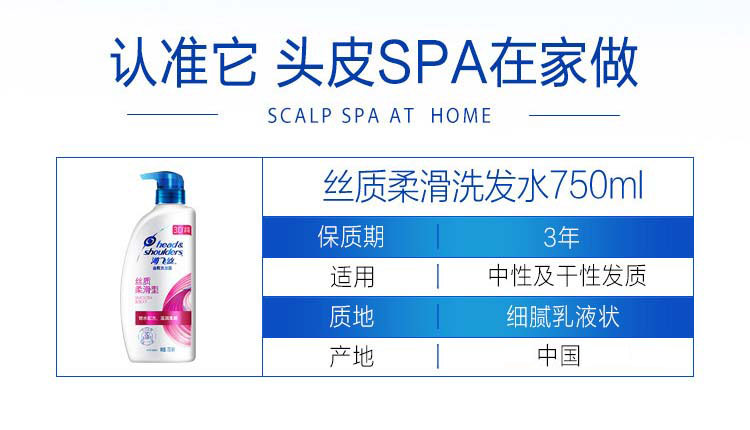 认准它 头皮SPA在家做
SCALP SPA AT HOME
丝质柔滑洗发水750ml
保质期 3年
适用 中性及干性发质
质地 细腻乳液状
产地 中国
head&
shoulders
海飞丝
丝质
柔滑型